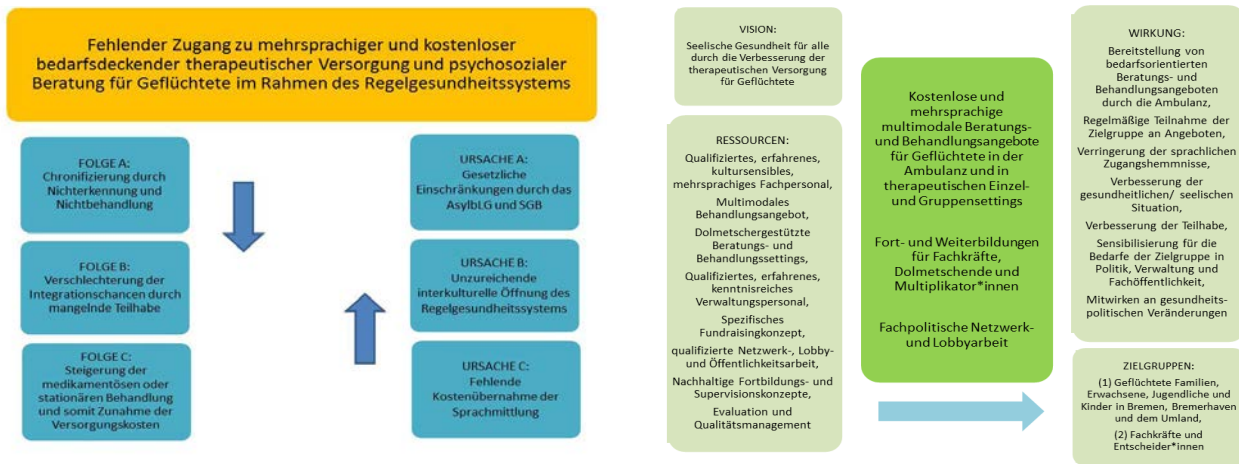 Fehlender Zugang zu mehrsprachiger und kostenloser
bedarfsdeckender therapeutischer Versorgung und psychosozialer
Beratung für Geflüchtete im Rahmen des Regelgesundheitssystems
FOLGE A:
Chronifizierung durch
Nichterkennung und
Nichtbehandlung
FOLGE B:
Verschlechterung der
Integrationschancen durch
mangelnde Teilhabe
FOLGE C:
Steigerung der
medikamentösen oder
stationären Behandlung
und somit Zunahme der
Versorgungskosten
URSACHE A:
Gesetzliche
Einschränkungen durch das
AsylbLG und SGB
URSACHE B:
Unzureichende
interkulturelle Öffnung des
Regelgesundheitssystems
URSACHE C:
Fehlende
Kostenübernahme der
Sprachmittlung
VISION:
Seelische Gesundheit für alle
durch die Verbesserung der
therapeutischen Versorgung
für Geflüchtete
RESSOURCEN:
Qualifiziertes, erfahrenes,
kultursensibles,
mehrsprachiges Fachpersonal,
Multimodales
Behandlungsangebot,
Dolmetschergestützte
Beratungs- und
Behandlungssettings,
Qualifiziertes, erfahrenes,
kenntnisreiches
Verwaltungspersonal,
Spezifisches
Fundraisingkonzept,
qualifizierte Netzwerk-, Lobby-
und Öffentlichkeitsarbeit,
Nachhaltige Fortbildungs- und
Supervisionskonzepte,
Evaluation und
Qualitätsmanagement
Kostenlose und
mehrsprachige
multimodale Beratungs-
und Behandlungsangebote
für Geflüchtete in der
Ambulanz und in
therapeutischen Einzel-
und Gruppensettings
Fort- und Weiterbildungen
für Fachkräfte,
Dolmetschende und
Multiplikator*innen
Fachpolitische Netzwerk-
und Lobbyarbeit
WIRKUNG:
Bereitstellung von
bedarfsorientierten
Beratungs- und
Behandlungsangeboten
durch die Ambulanz,
Regelmäßige Teilnahme der
Zielgruppe an Angeboten,
Verringerung der sprachlichen
Zugangshemmnisse,
Verbesserung der
gesundheitlichen/ seelischen
Situation,
Verbesserung der Teilhabe,
Sensibilisierung für die
Bedarfe der Zielgruppe in
Politik, Verwaltung und
Fachöffentlichkeit,
Mitwirken an gesundheits-
politischen Veränderungen
ZIELGRUPPEN:
(1) Geflüchtete Familien,
Erwachsene, Jugendliche und
Kinder in Bremen, Bremerhaven
und dem Umland,
(2) Fachkräfte und
Entscheider*innen